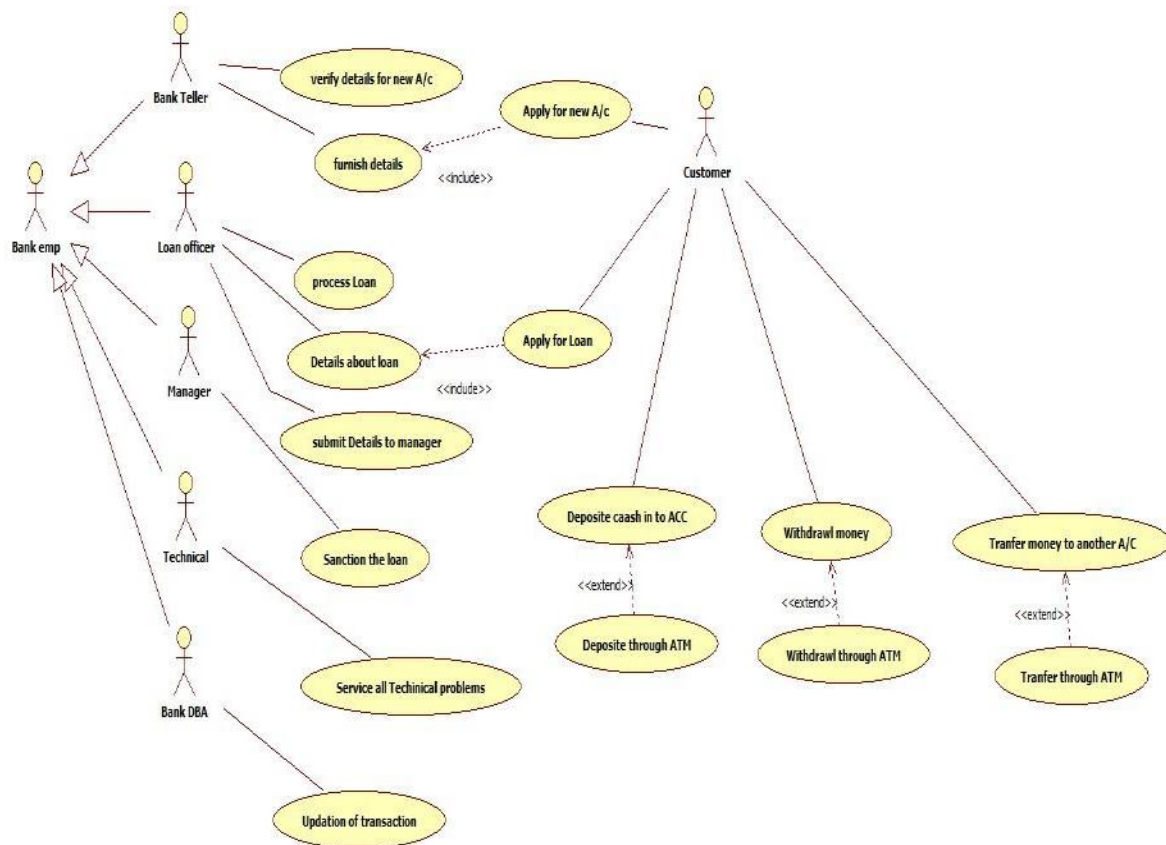 Bank Teller
verify details for new A/c
Apply for new A/c
furnish details
<<include>>
Customer
Bank emp
Loan officer
process Loan
Apply for Loan
Details about loan
<<include>>
Manager
submit Details to manager
Deposite caash in to ACC
Withdrawl money
Tranfer money to another A/C
Technical
Sanction the loan
<<extend>>
<<extend>>
<<extend>>
Deposite through ATM
Withdrawl through ATM
Tranfer through ATM
Service all Techinical problems
Bank DBA
Updation of transaction